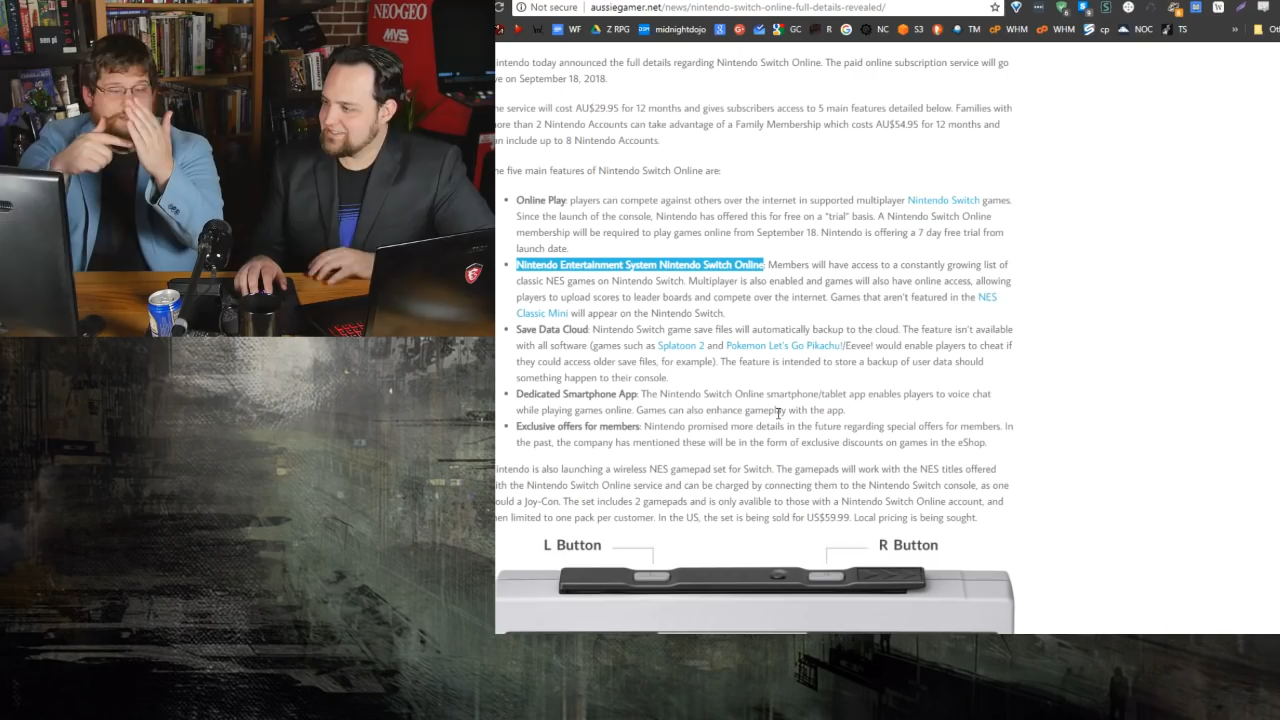 NEO·GEO
MVS
Not secure | aussiegamer.net/news/nintendo-switch-online-full-details-revealed/
WF Z RPG midnightdojo GC R NC S3 TM WHM WHM cp NOC TS » Ot
intendo today announced the full details regarding Nintendo Switch Online. The paid online subscription service will go
ve on September 18, 2018.
he service will cost AU$29.95 for 12 months and gives subscribers access to 5 main features detailed below. Families with
ore than 2 Nintendo Accounts can take advantage of a Family Membership which costs AU$54.95 for 12 months and
an include up to 8 Nintendo Accounts.
he five main features of Nintendo Switch Online are:
• Online Play: players can compete against others over the internet in supported multiplayer Nintendo Switch games.
Since the launch of the console, Nintendo has offered this for free on a "trial" basis. A Nintendo Switch Online
membership will be required to play games online from September 18. Nintendo is offering a 7 day free trial from
launch date.
• Nintendo Entertainment System Nintendo Switch Online: Members will have access to a constantly growing list of
classic NES games on Nintendo Switch. Multiplayer is also enabled and games will also have online access, allowing
players to upload scores to leader boards and compete over the internet. Games that aren't featured in the NES
Classic Mini will appear on the Nintendo Switch.
• Save Data Cloud: Nintendo Switch game save files will automatically backup to the cloud. The feature isn't available
with all software (games such as Splatoon 2 and Pokemon Let's Go Pikachu!/Eevee! would enable players to cheat if
they could access older save files, for example). The feature is intended to store a backup of user data should
something happen to their console.
• Dedicated Smartphone App: The Nintendo Switch Online smartphone/tablet app enables players to voice chat
while playing games online. Games can also enhance gameplay with the app.
• Exclusive offers for members: Nintendo promised more details in the future regarding special offers for members. In
the past, the company has mentioned these will be in the form of exclusive discounts on games in the eShop.
intendo is also launching a wireless NES gamepad set for Switch. The gamepads will work with the NES titles offered
ith the Nintendo Switch Online service and can be charged by connecting them to the Nintendo Switch console, as one
ould a Joy-Con. The set includes 2 gamepads and is only avalible to those with a Nintendo Switch Online account, and
en limited to one pack per customer. In the US, the set is being sold for US$59.99. Local pricing is being sought.
L Button R Button